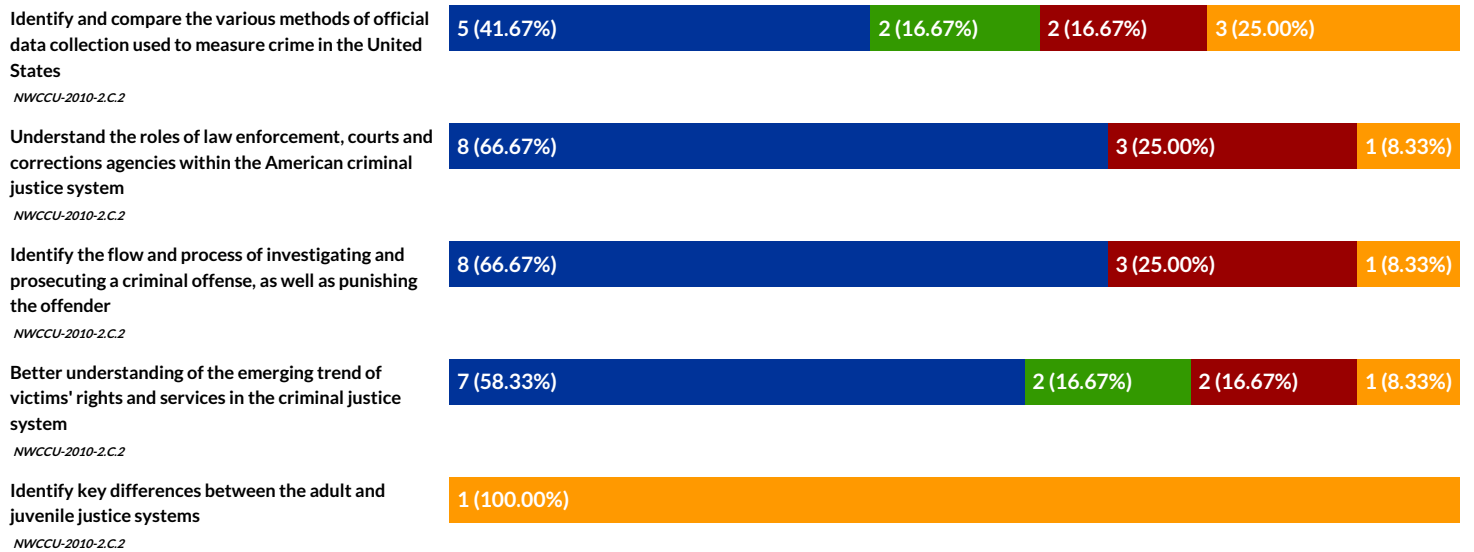 Identify and compare the various methods of official
data collection used to measure crime in the United
States
NWCCU-2010-2.C.2
5 (41.67%) 2 (16.67%) 2 (16.67%) 3 (25.00%)
Understand the roles of law enforcement, courts and
corrections agencies within the American criminal
justice system
NWCCU-2010-2.C.2
8 (66.67%) 3 (25.00%) 1 (8.33%)
Identify the flow and process of investigating and
prosecuting a criminal offense, as well as punishing
the offender
NWCCU-2010-2.C.2
8 (66.67%) 3 (25.00%) 1 (8.33%)
Better understanding of the emerging trend of
victims' rights and services in the criminal justice
system
NWCCU-2010-2.C.2
7 (58.33%) 2 (16.67%) 2 (16.67%) 1 (8.33%)
Identify key differences between the adult and
juvenile justice systems
NWCCU-2010-2.C.2
1 (100.00%)